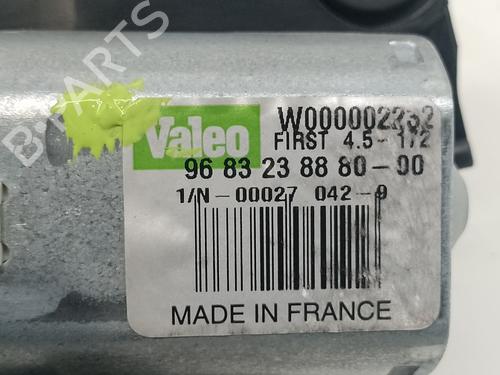 B-PARTS
Valeo
W000002232
FIRST 4.5- 1/2
96 83 23 88 80-00
1/N-00027 042-9
MADE IN FRANCE